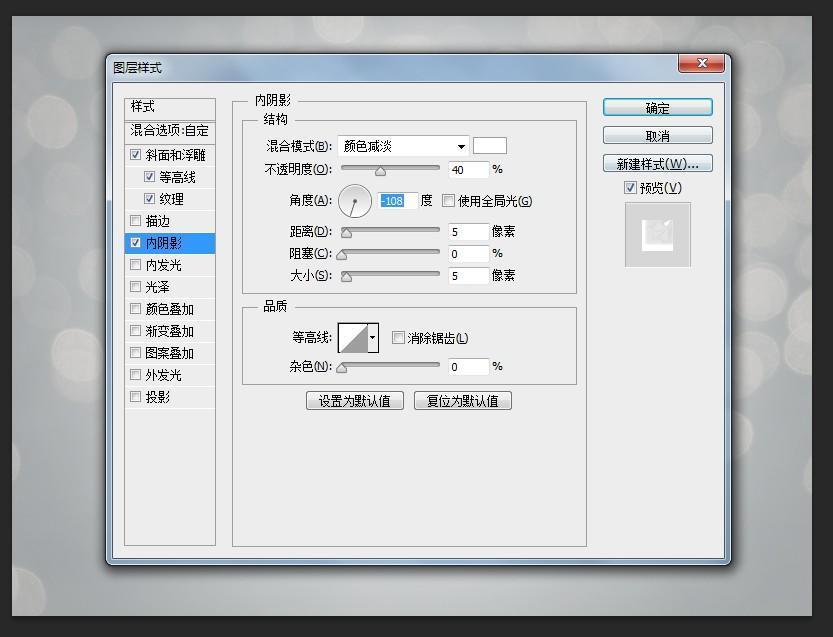 图层样式
样式
混合选项:自定
斜面和浮雕
等高线
纹理
描边
内阴影
内发光
光泽
颜色叠加
渐变叠加
图案叠加
外发光
投影
内阴影
结构
混合模式(B): 颜色减淡
不透明度(O): 40 %
角度(A): -108 度 使用全局光(G)
距离(D): 5 像素
阻塞(C): 0 %
大小(S): 5 像素
品质
等高线: 消除锯齿(L)
杂色(N): 0 %
设置为默认值 复位为默认值
确定
取消
新建样式(W)...
预览(V)